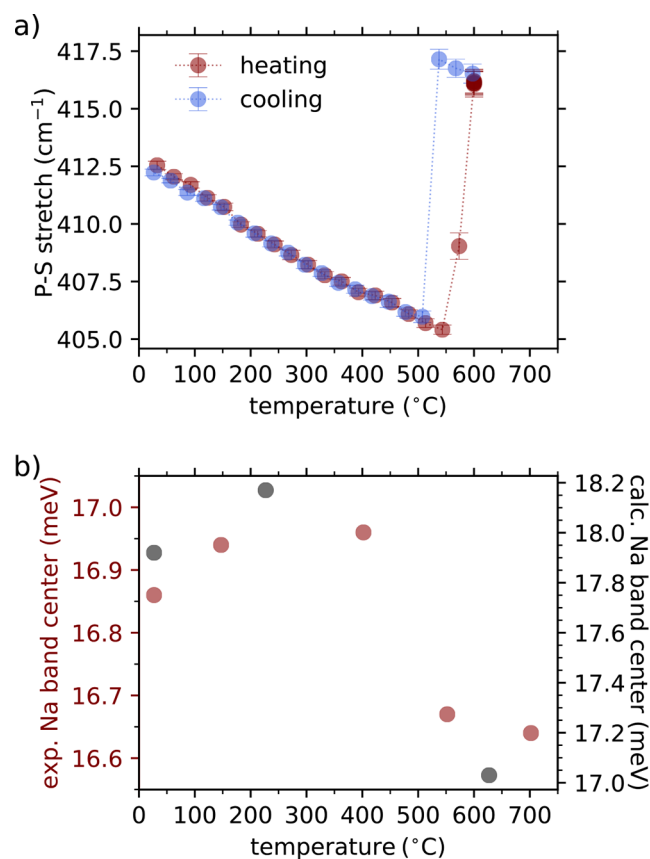 a)
P-S stretch (cm⁻¹)
417.5
415.0
412.5
410.0
407.5
405.0
heating
cooling
0 100 200 300 400 500 600 700
temperature (°C)
b)
exp. Na band center (meV)
17.0
16.9
16.8
16.7
16.6
18.2
18.0
17.8
17.6
17.4
17.2
17.0
calc. Na band center (meV)
0 100 200 300 400 500 600 700
temperature (°C)